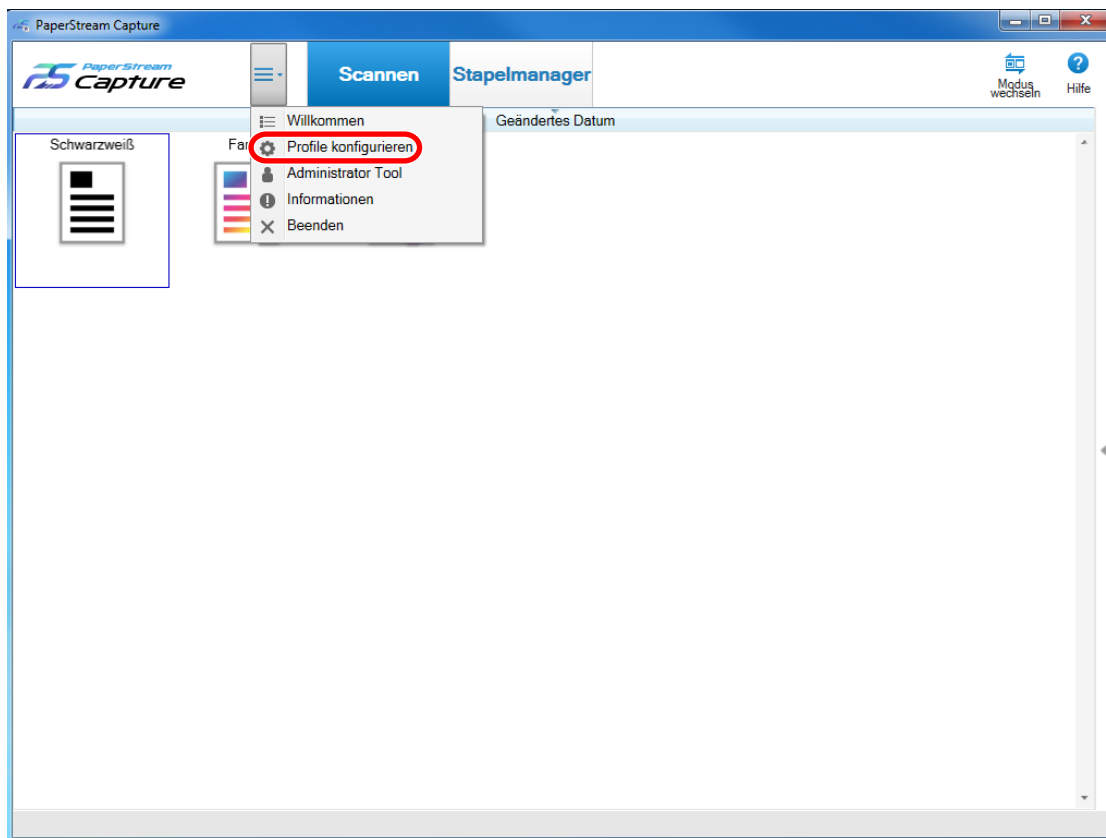 PaperStream Capture
PaperStream
Capture
Scannen
Stapelmanager
Modus
wechseln
Hilfe
Geändertes Datum
Willkommen
Schwarzweiß
Profile konfigurieren
Administrator Tool
Informationen
Beenden